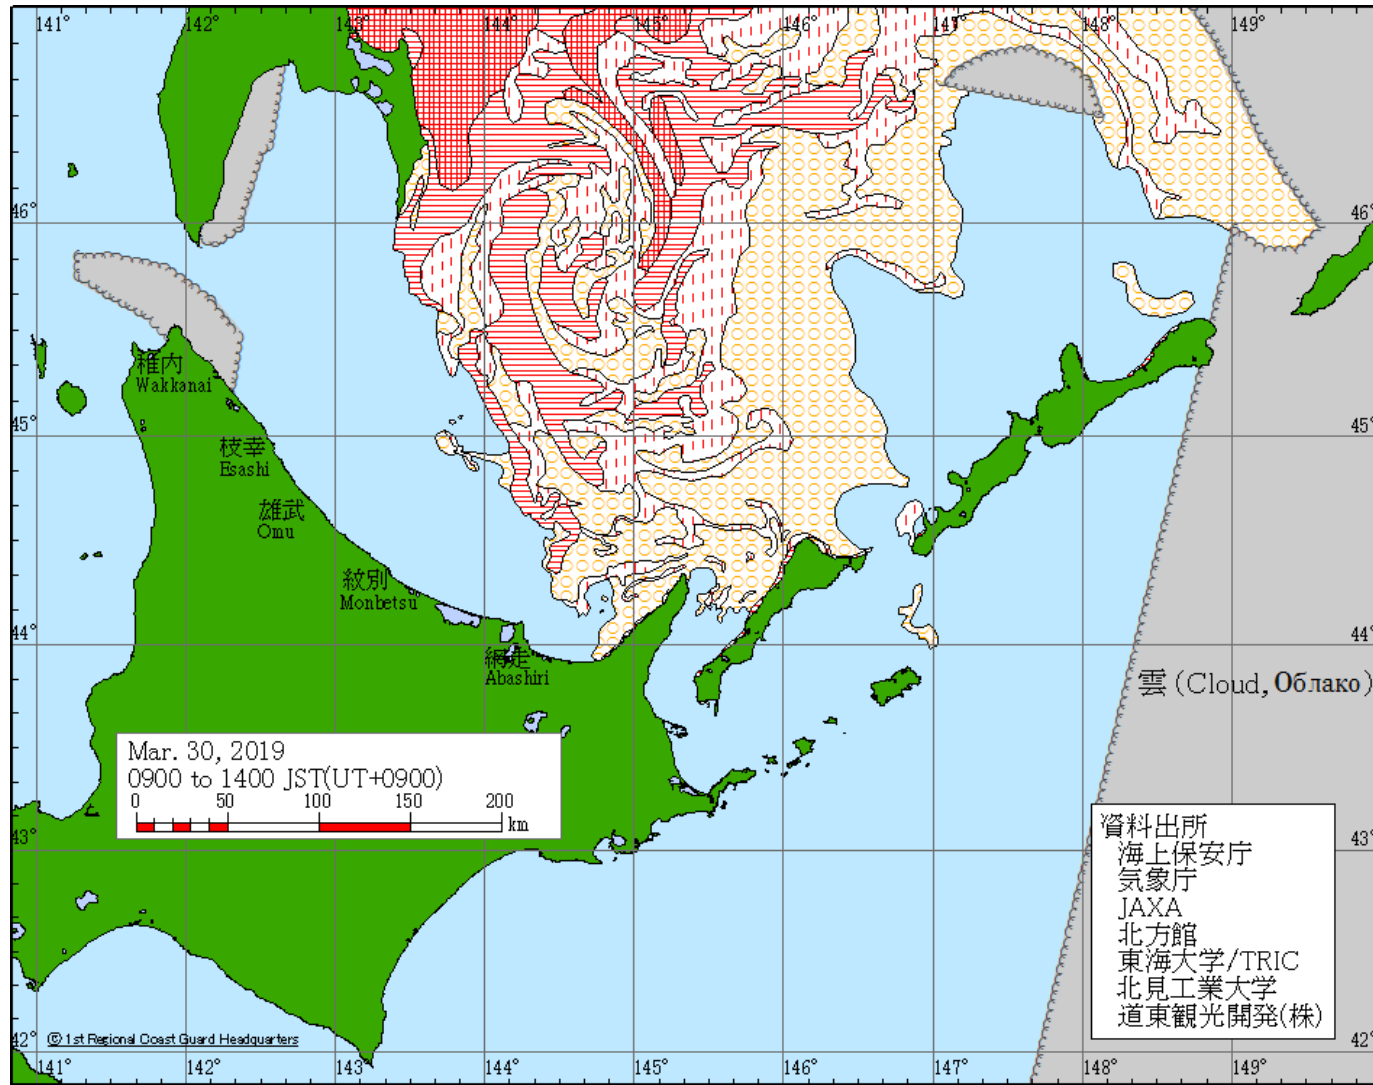 141° 142° 143° 144° 145° 146° 147° 148° 149°
46° 46°
稚内
Wakkanai
45° 45°
枝幸
Esashi
雄武
Omu
紋別
Monbetsu
44° 44°
網走
Abashiri
雲(Cloud, Облако)
Mar. 30, 2019
0900 to 1400 JST(UT+0900)
0 50 100 150 200
km
43° 43°
資料出所
海上保安庁
気象庁
JAXA
北方館
東海大学/TRIC
北見工業大学
道東観光開発(株)
42° 42°
© 1st Regional Coast Guard Headquarters
141° 142° 143° 144° 145° 146° 147° 148° 149°